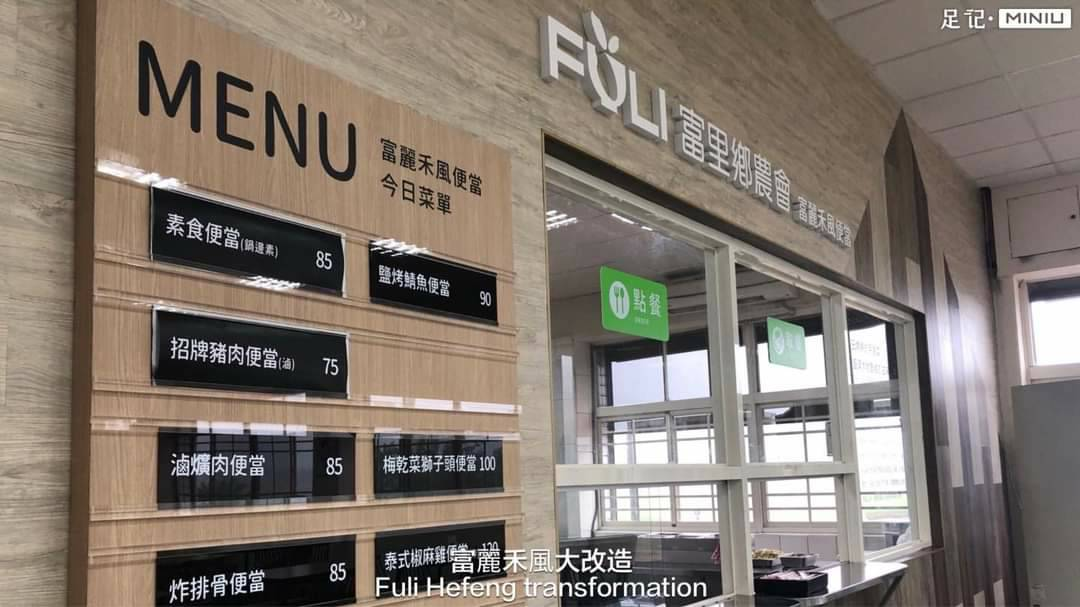 足记·MINIU
MENU
富麗禾風便當
今日菜單
素食便當(鍋邊素) 85
鹽烤鯖魚便當 90
招牌豬肉便當(滷) 75
滷爌肉便當 85
梅乾菜獅子頭便當 100
炸排骨便當 85
泰式椒麻雞便當 120
FULI 富里鄉農會 富麗禾風便當
點餐
富麗禾風大改造
Fuli Hefeng transformation